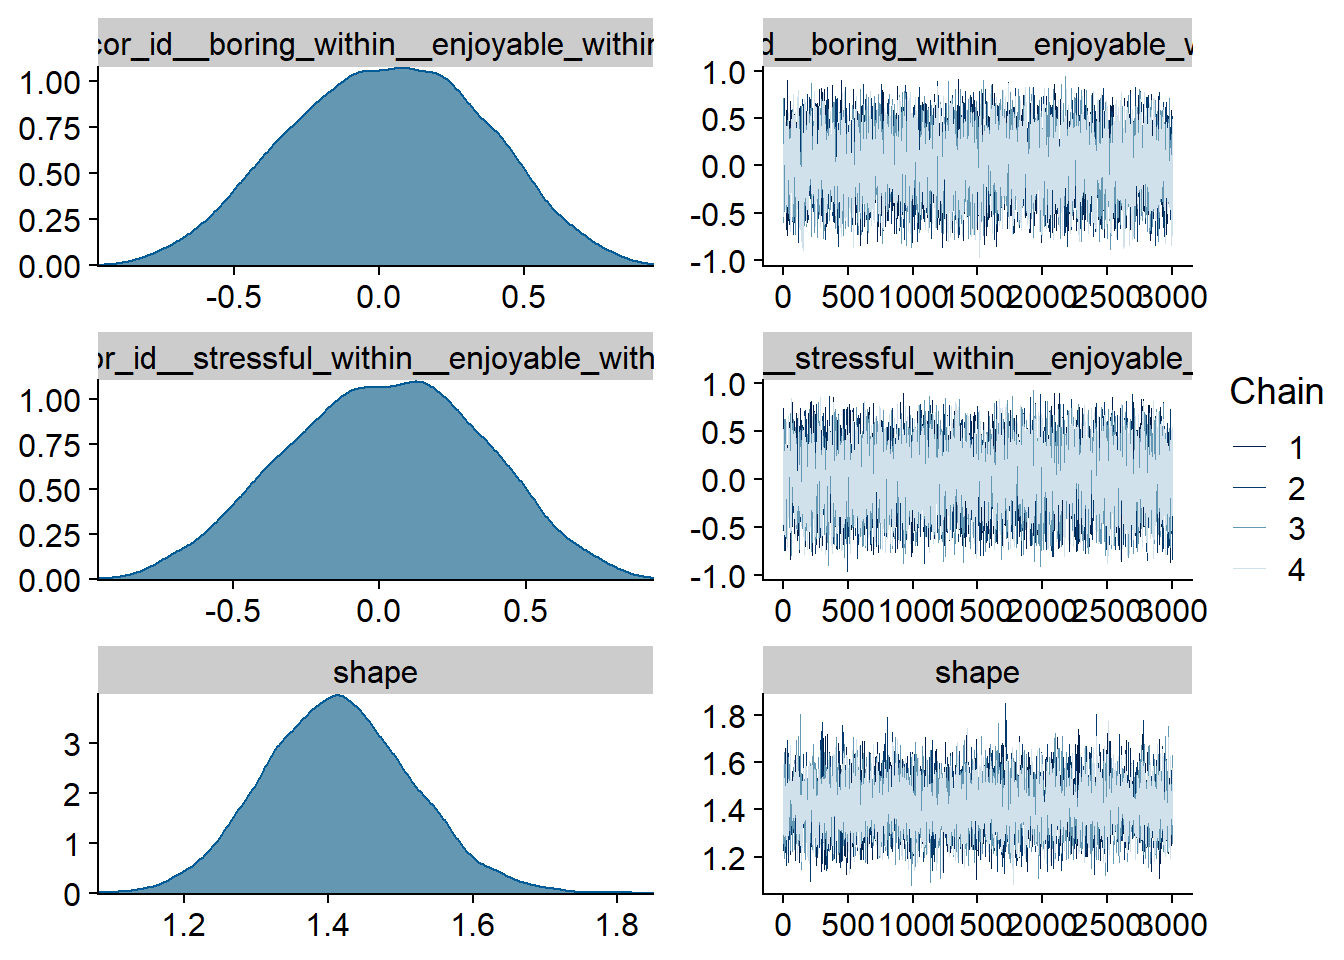 cor_id__boring_within__enjoyable_within
d__boring_within__enjoyable_w
1.00
0.75
0.50
0.25
0.00
-0.5 0.0 0.5
1.0
0.5
0.0
-0.5
-1.0
0 500 1000 1500 2000 2500 3000
or_id__stressful_within__enjoyable_with
__stressful_within__enjoyable_
1.00
0.75
0.50
0.25
0.00
-0.5 0.0 0.5
1.0
0.5
0.0
-0.5
-1.0
0 500 1000 1500 2000 2500 3000
shape
shape
3
2
1
0
1.2 1.4 1.6 1.8
1.8
1.6
1.4
1.2
0 500 1000 1500 2000 2500 3000
Chain
1
2
3
4